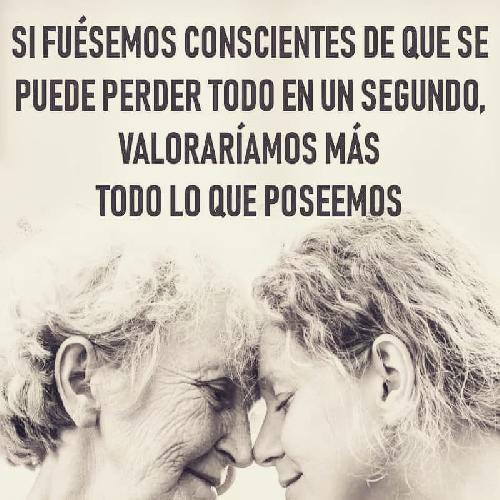 SI FUÉSEMOS CONSCIENTES DE QUE SE
PUEDE PERDER TODO EN UN SEGUNDO,
VALORARÍAMOS MÁS
TODO LO QUE POSEEMOS